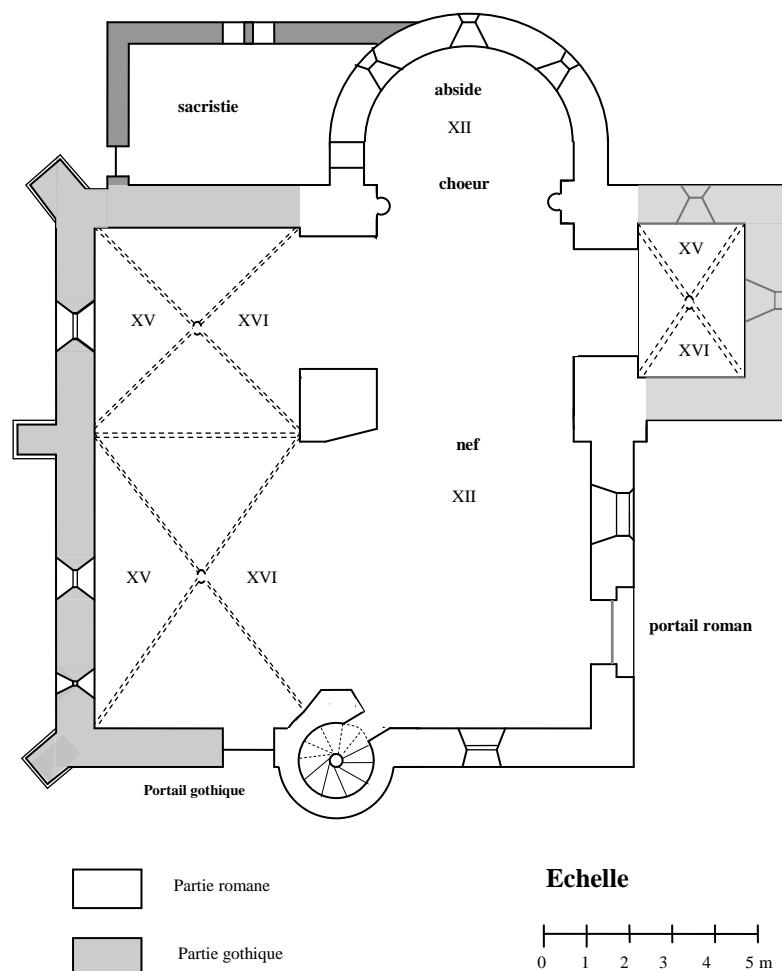 abside
sacristie
XII
choeur
XV
XV XVI
XVI
nef
XII
XV XVI
portail roman
Portail gothique
Echelle
Partie romane
Partie gothique
0 1 2 3 4 5 m